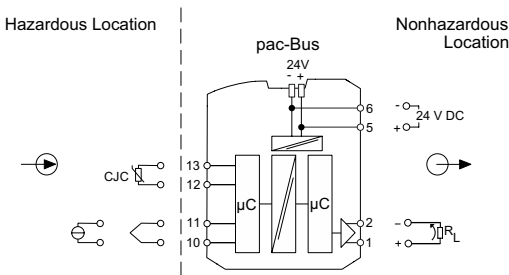 Hazardous Location
Nonhazardous
Location
pac-Bus
24V
- +
6
5
- 
+
24 V DC
CJC
13
12
11
10
µC
µC
2
1
-
+
RL